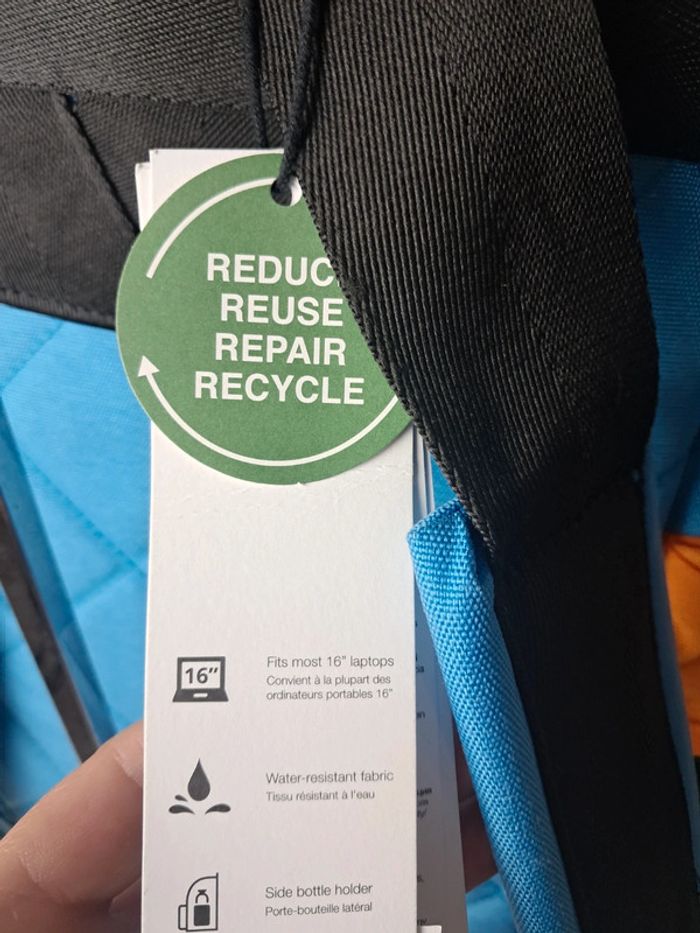 REDUC
REUSE
REPAIR
RECYCLE
16"
Fits most 16" laptops
Convient à la plupart des
ordinateurs portables 16"
Water-resistant fabric
Tissu résistant à l'eau
Side bottle holder
Porte-bouteille latéral